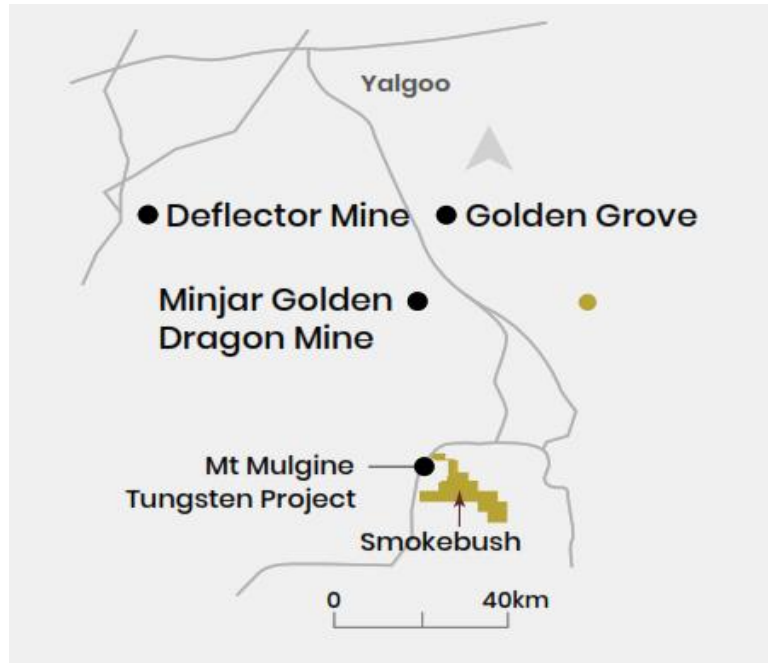 Yalgoo
Deflector Mine
Golden Grove
Minjar Golden
Dragon Mine
Mt Mulgine
Tungsten Project
Smokebush
0
40km